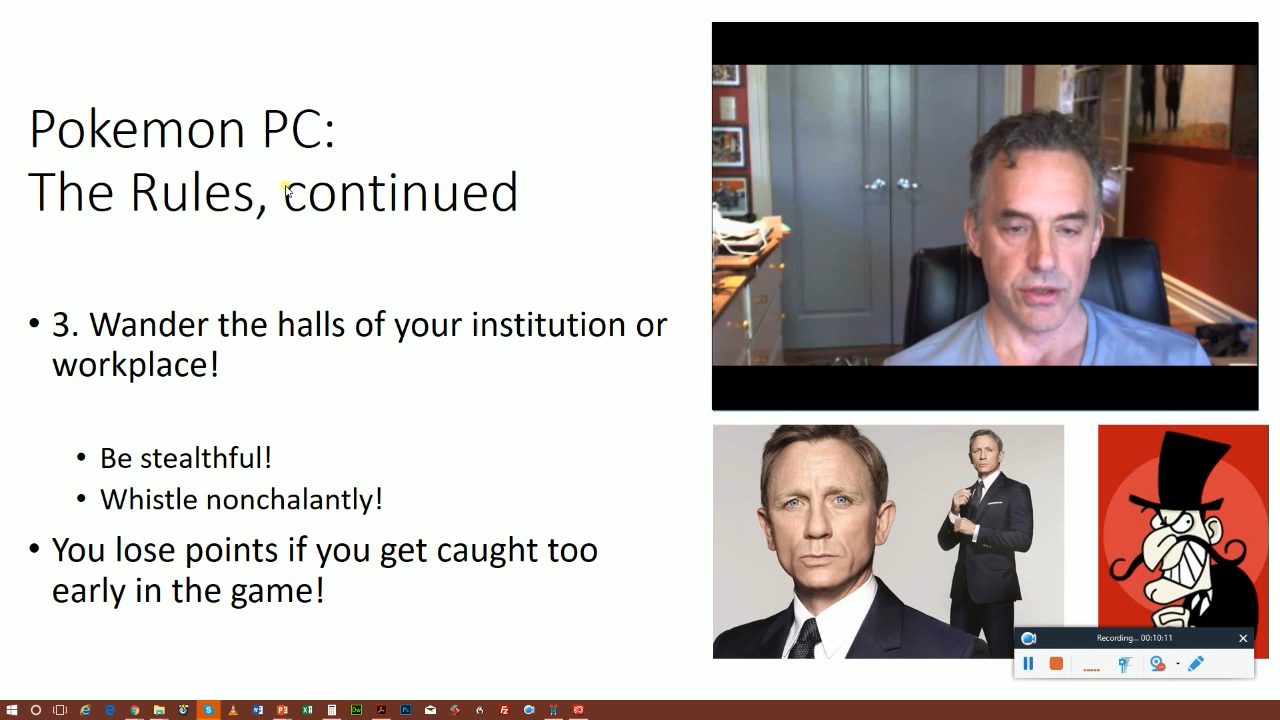 Pokemon PC:
The Rules, continued
• 3. Wander the halls of your institution or
workplace!
• Be stealthful!
• Whistle nonchalantly!
• You lose points if you get caught too
early in the game!
Recording... 00:10:11